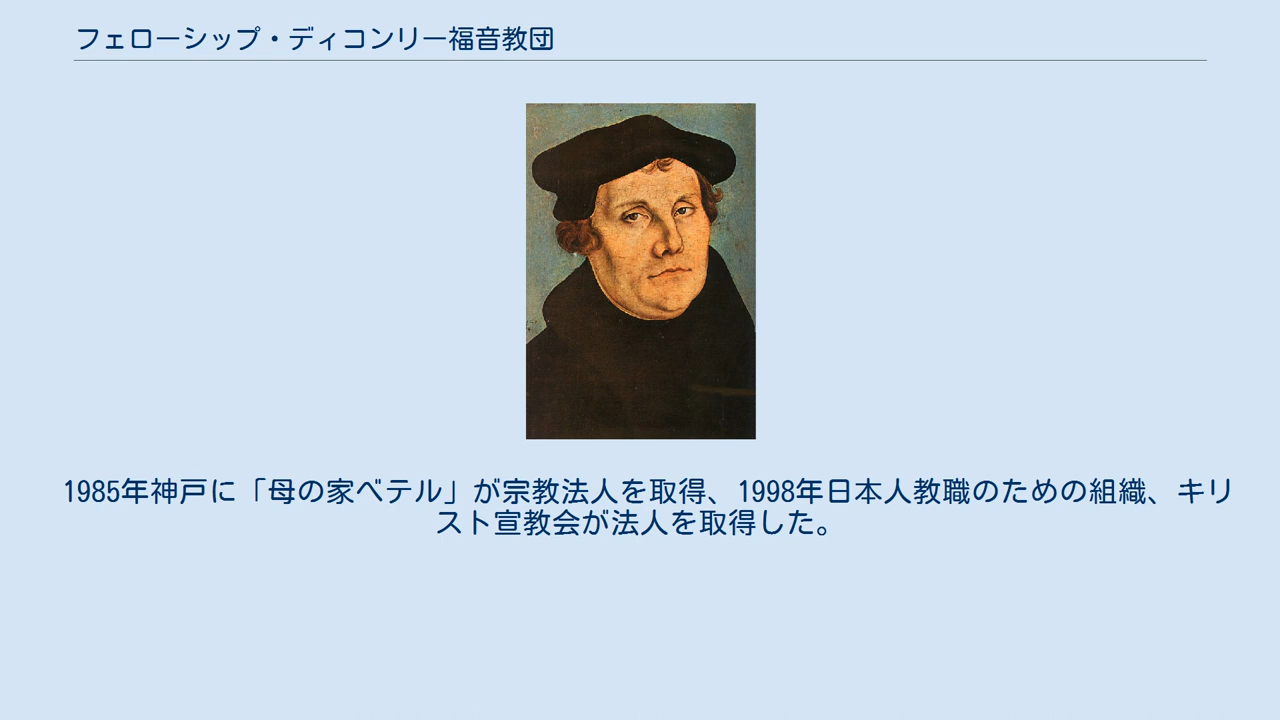 フェローシップ・ディコンリー福音教団
1985年神戸に「母の家ベテル」が宗教法人を取得、1998年日本人教職のための組織、キリ
スト宣教会が法人を取得した。